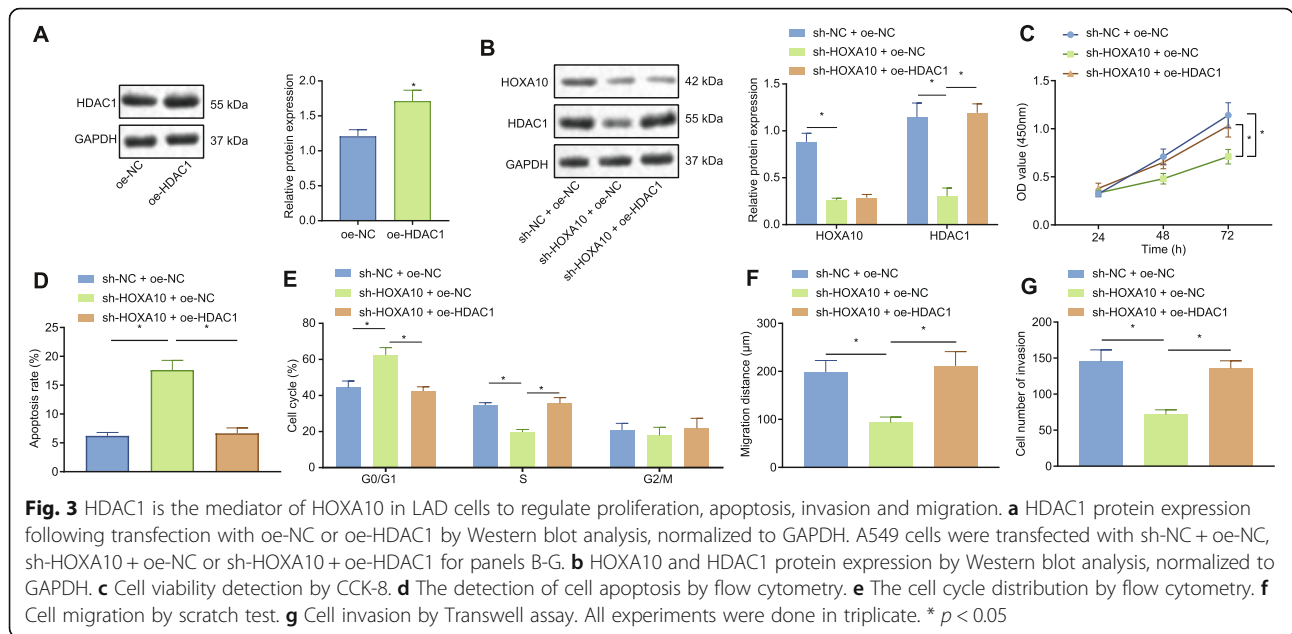 A
HDAC1
55 kDa
GAPDH
37 kDa
oe-NC
oe-HDAC1
Relative protein expression
2.0
1.5
1.0
0.5
0.0
*
oe-NC
oe-HDAC1
B
HOXA10
42 kDa
HDAC1
55 kDa
GAPDH
37 kDa
sh-NC + oe-NC
sh-HOXA10 + oe-NC
sh-HOXA10 + oe-HDAC1
sh-NC + oe-NC
sh-HOXA10 + oe-NC
sh-HOXA10 + oe-HDAC1
Relative protein expression
1.5
1.0
0.5
0.0
*
* *
HOXA10
HDAC1
C
sh-NC + oe-NC
sh-HOXA10 + oe-NC
sh-HOXA10 + oe-HDAC1
OD value (450nm)
1.5
1.0
0.5
0.0
* *
24
48
72
Time (h)
D
sh-NC + oe-NC
sh-HOXA10 + oe-NC
sh-HOXA10 + oe-HDAC1
Apoptosis rate (%)
25
20
15
10
5
0
* *
E
sh-NC + oe-NC
sh-HOXA10 + oe-NC
sh-HOXA10 + oe-HDAC1
Cell cycle (%)
80
60
40
20
0
* *
* *
G0/G1
S
G2/M
F
sh-NC + oe-NC
sh-HOXA10 + oe-NC
sh-HOXA10 + oe-HDAC1
Migration distance (μm)
300
200
100
0
* *
G
sh-NC + oe-NC
sh-HOXA10 + oe-NC
sh-HOXA10 + oe-HDAC1
Cell number of invasion
200
150
100
50
0
* *
Fig. 3 HDAC1 is the mediator of HOXA10 in LAD cells to regulate proliferation, apoptosis, invasion and migration. a HDAC1 protein expression
following transfection with oe-NC or oe-HDAC1 by Western blot analysis, normalized to GAPDH. A549 cells were transfected with sh-NC + oe-NC,
sh-HOXA10 + oe-NC or sh-HOXA10 + oe-HDAC1 for panels B-G. b HOXA10 and HDAC1 protein expression by Western blot analysis, normalized to
GAPDH. c Cell viability detection by CCK-8. d The detection of cell apoptosis by flow cytometry. e The cell cycle distribution by flow cytometry. f
Cell migration by scratch test. g Cell invasion by Transwell assay. All experiments were done in triplicate. * p < 0.05